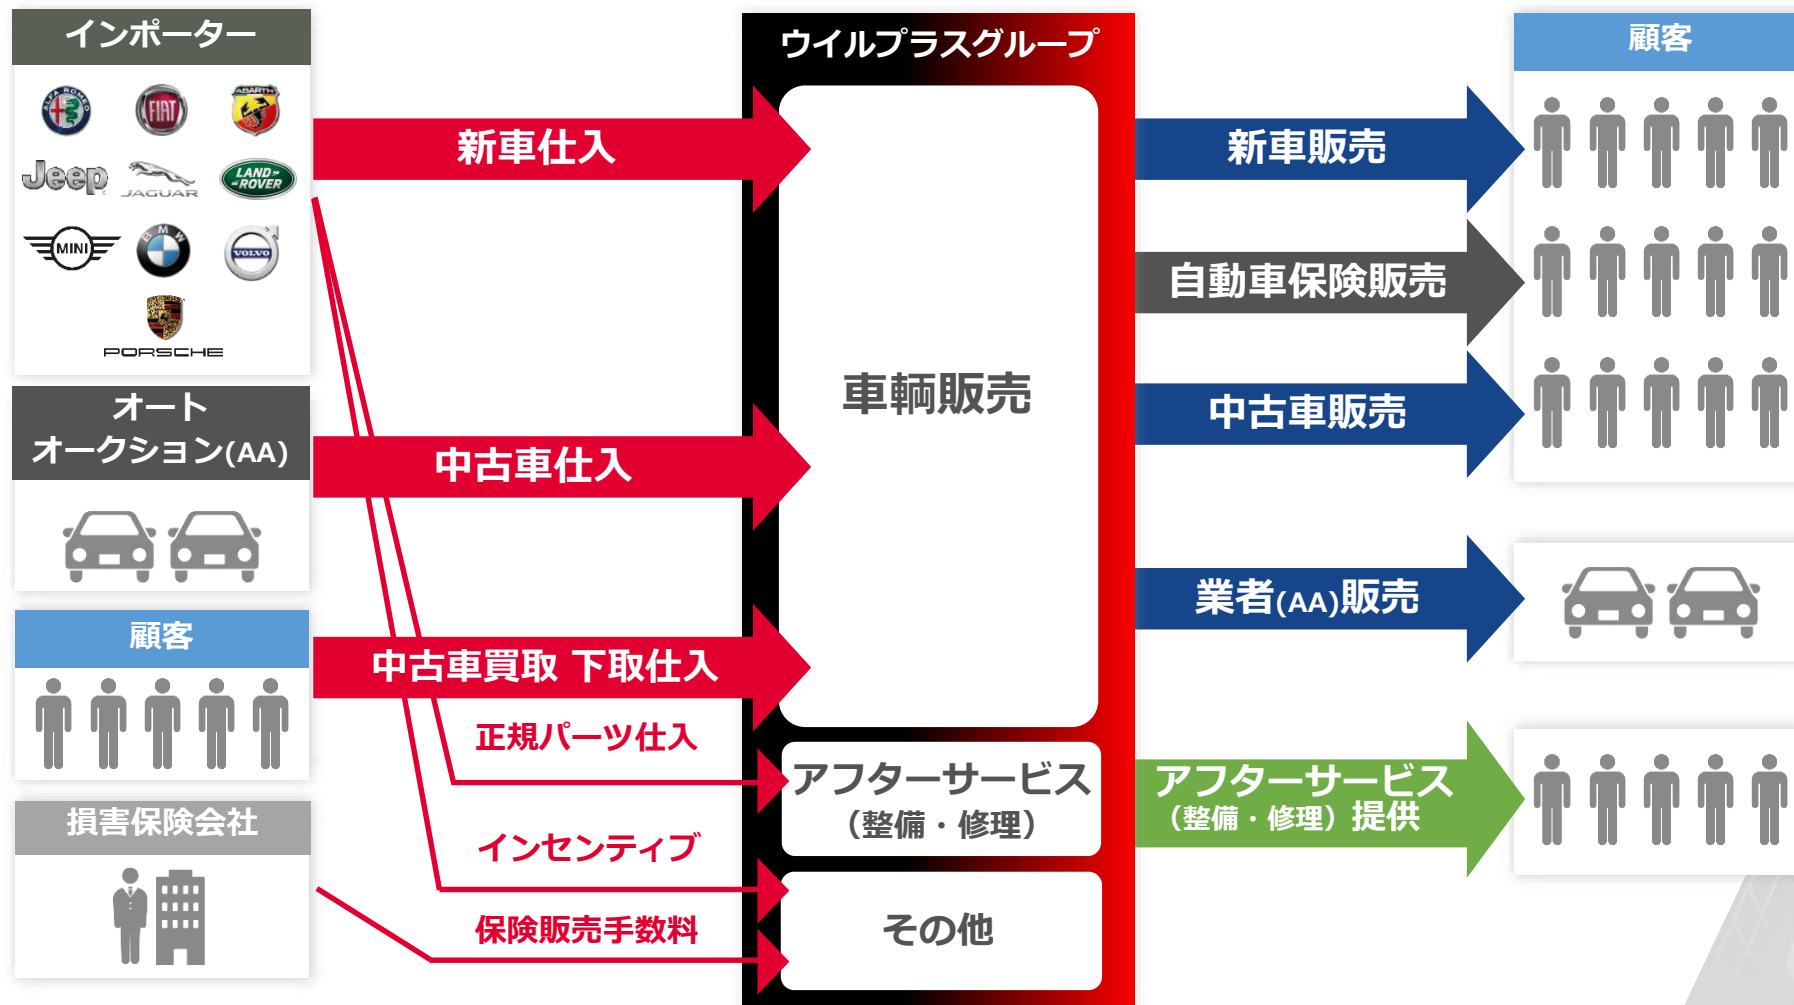 インポーター
ALFA ROMEO
FIAT
ABARTH
Jeep
JAGUAR
LAND-
-ROVER
MINI
BMW
VOLVO
PORSCHE
オート
オークション(AA)
顧客
損害保険会社
新車仕入
中古車仕入
中古車買取 下取仕入
正規パーツ仕入
インセンティブ
保険販売手数料
ウイルプラスグループ
車輌販売
アフターサービス
（整備・修理）
その他
新車販売
自動車保険販売
中古車販売
業者(AA)販売
アフターサービス
（整備・修理）提供
顧客